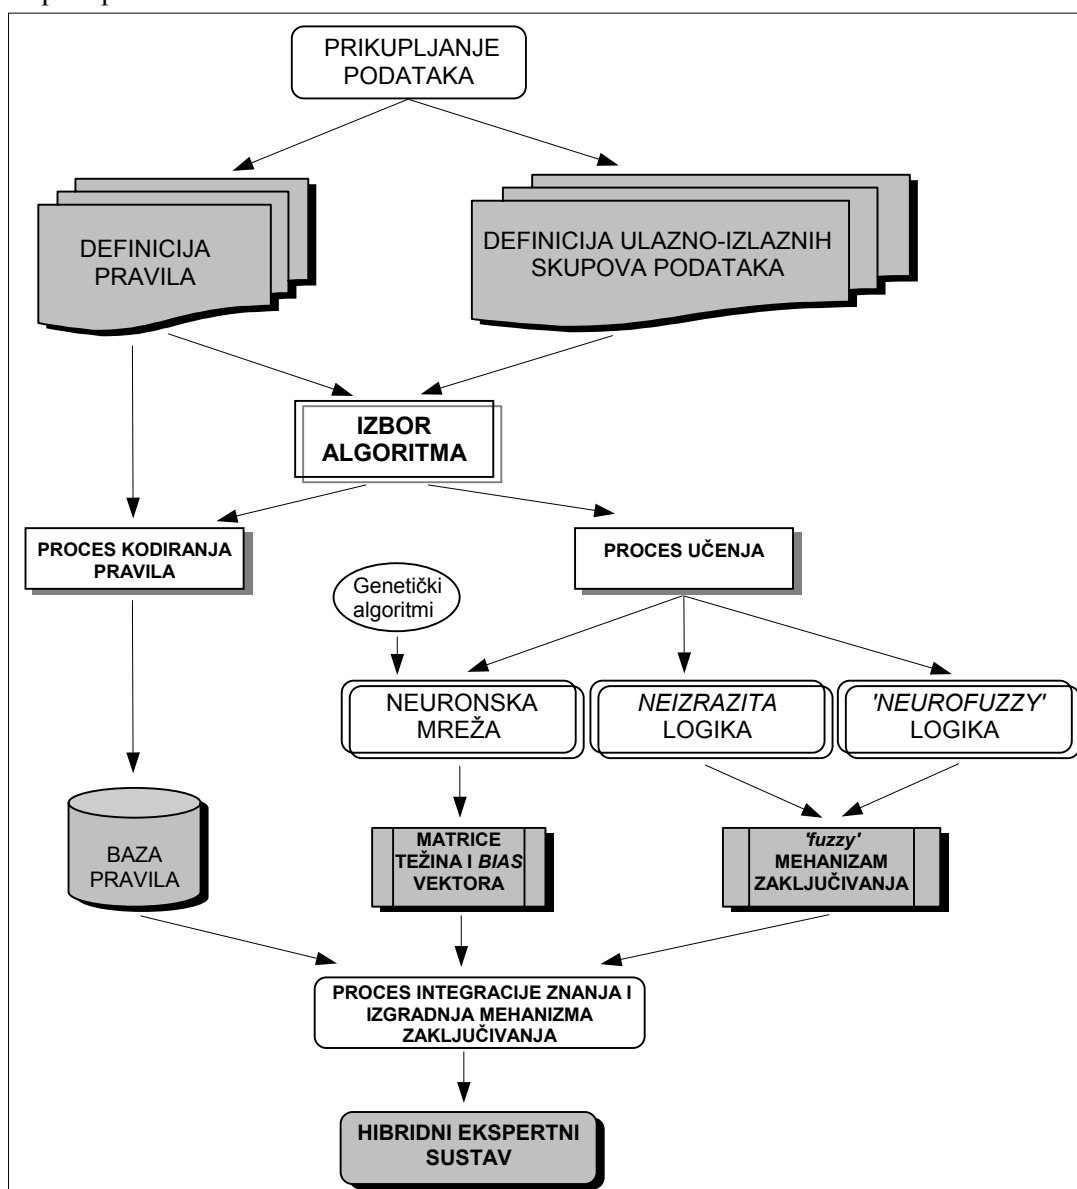 PRIKUPLJANJE
PODATAKA
DEFINICIJA
PRAVILA
DEFINICIJA ULAZNO-IZLAZNIH
SKUPOVA PODATAKA
IZBOR
ALGORITMA
PROCES KODIRANJA
PRAVILA
PROCES UČENJA
Genetički
algoritmi
NEURONSKA
MREŽA
NEIZRAZITA
LOGIKA
'NEUROFUZZY'
LOGIKA
BAZA
PRAVILA
MATRICE
TEŽINA I BIAS
VEKTORA
'fuzzy'
MEHANIZAM
ZAKLJUČIVANJA
PROCES INTEGRACIJE ZNANJA I
IZGRADNJA MEHANIZMA
ZAKLJUČIVANJA
HIBRIDNI EKSPERTNI
SUSTAV